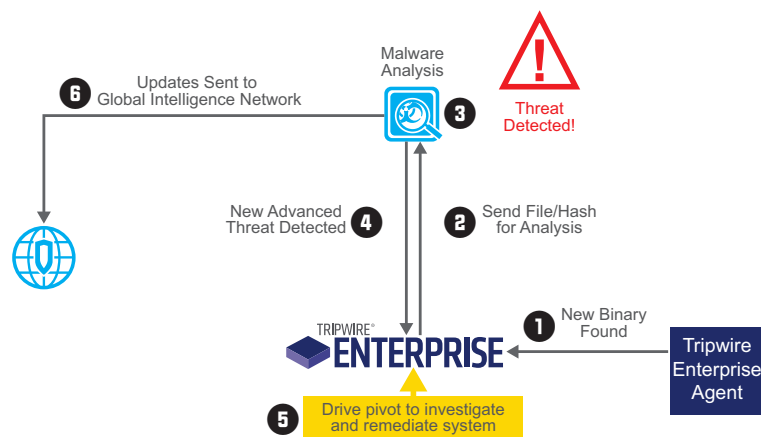 Malware
Analysis
Threat
Detected!
6
Updates Sent to
Global Intelligence Network
3
New Advanced
Threat Detected
4
2
Send File/Hash
for Analysis
1
New Binary
Found
TRIPWIRE®
ENTERPRISE
Tripwire
Enterprise
Agent
5
Drive pivot to investigate
and remediate system